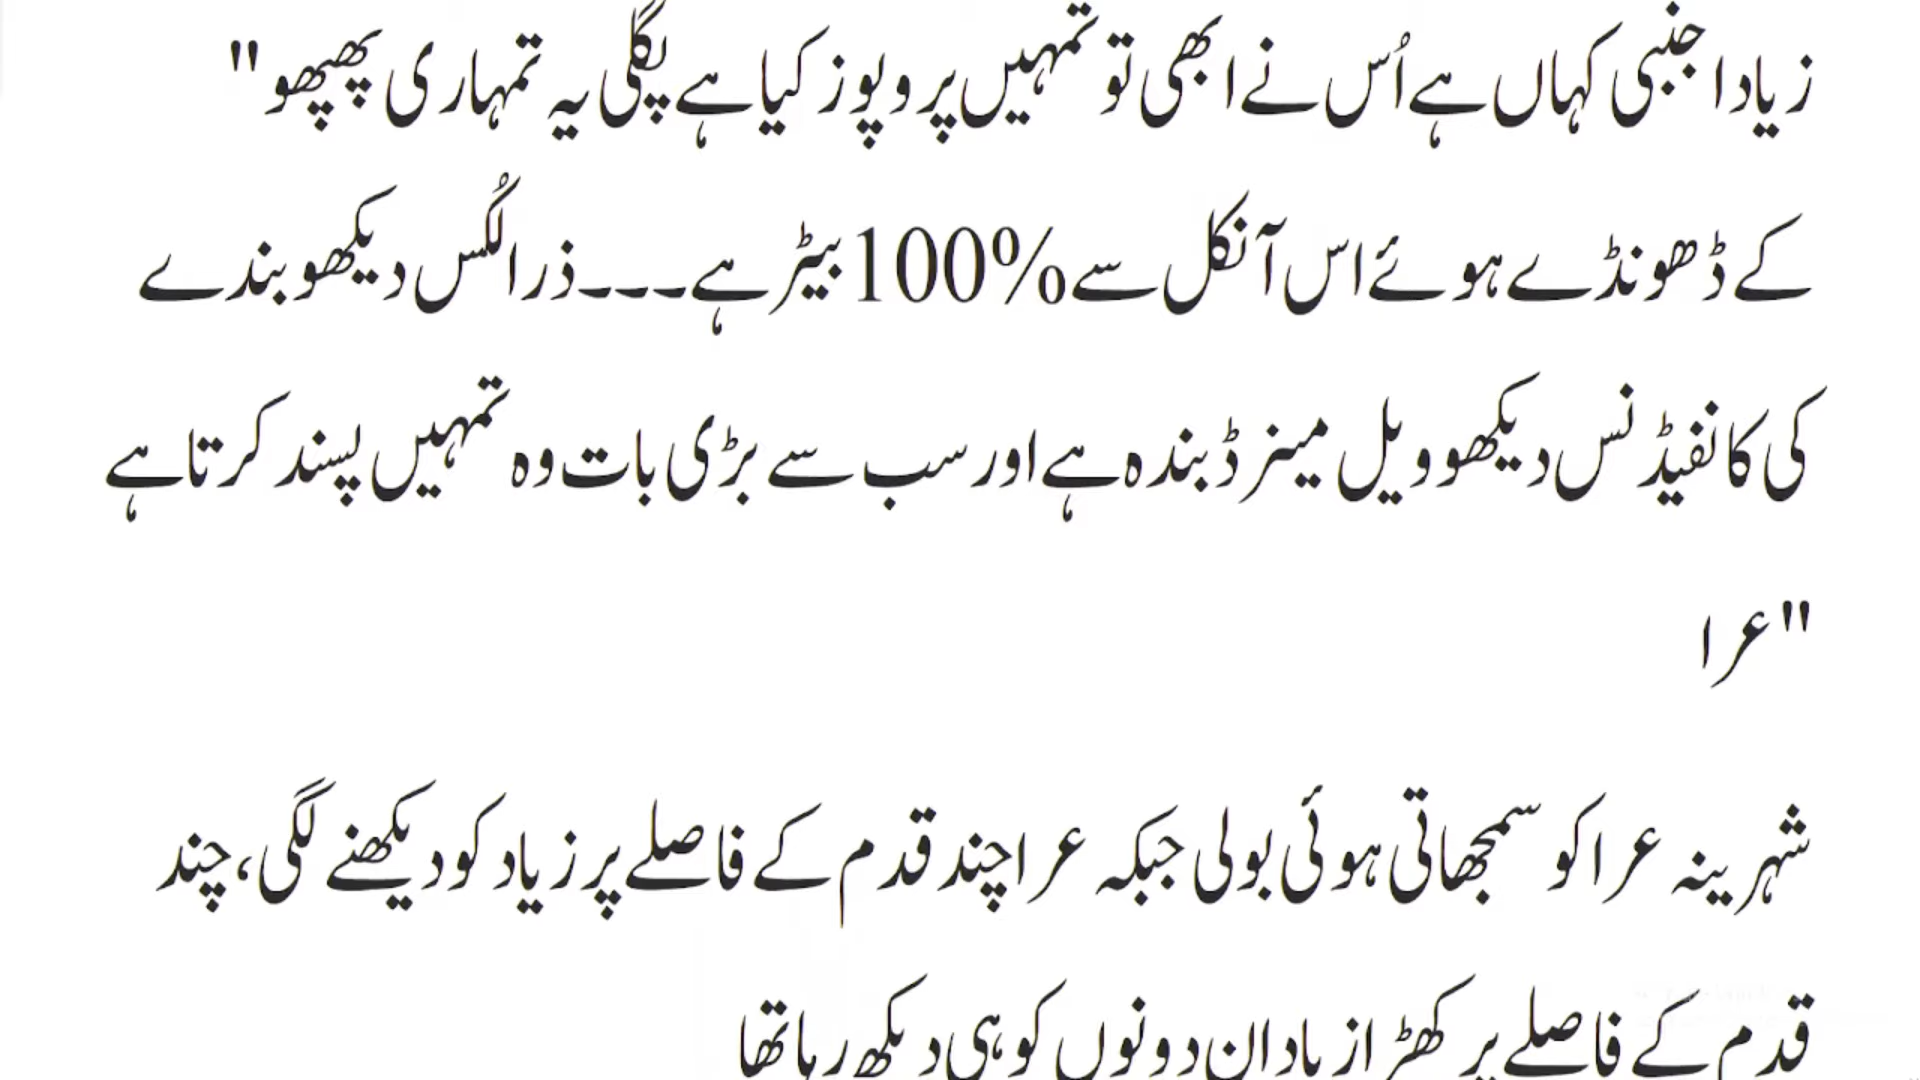 زیاد اجنبی کہاں ہے اُس نے ابھی تو تمہیں پروپوز کیا ہے پگلی یہ تمہاری پھپھو "
کے ڈھونڈے ہوئے اس آنکل سے %100 بیٹر ہے۔۔۔ ذرا لُکس دیکھو بندے
کی کانفیڈنس دیکھو ویل مینرڈ بندہ ہے اور سب سے بڑی بات وہ تمہیں پسند کرتا ہے
"عرا
شہرینہ عرا کو سمجھاتی ہوئی بولی جبکہ عرا چند قدم کے فاصلے پر زیاد کو دیکھنے لگی، چند
قدم کے فاصلے پر کھڑا زیاد ان دونوں کو ہی دیکھ رہا تھا